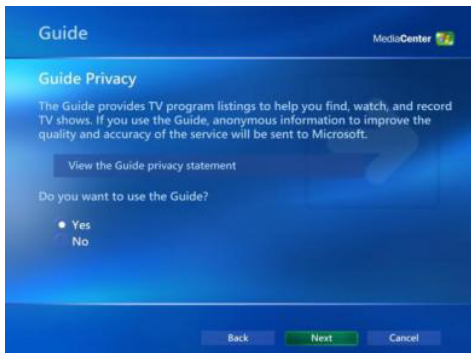 Guide
MediaCenter
Guide Privacy
The Guide provides TV program listings to help you find, watch, and record
TV shows. If you use the Guide, anonymous information to improve the
quality and accuracy of the service will be sent to Microsoft.
View the Guide privacy statement
Do you want to use the Guide?
Yes
No
Back Next Cancel